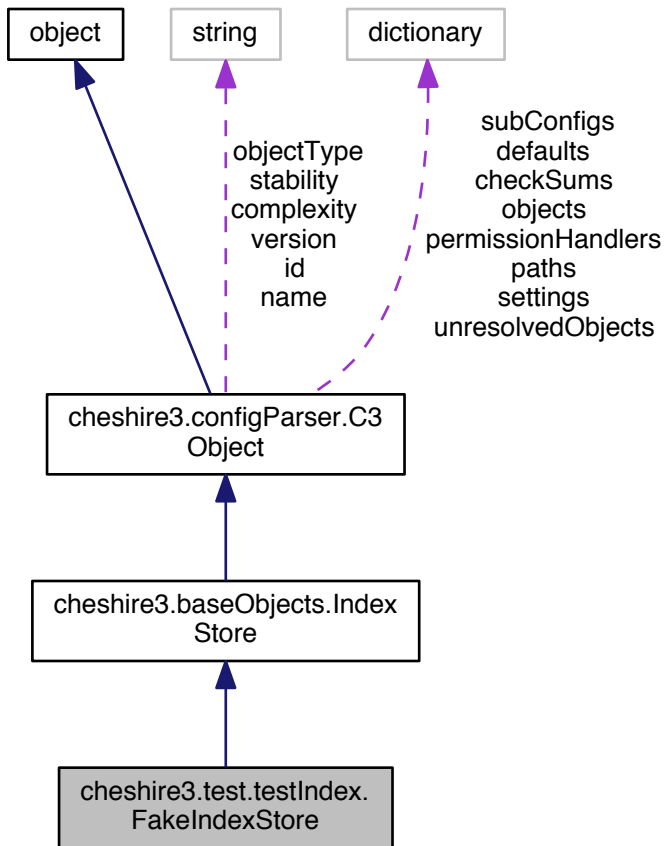 object
string
dictionary
objectType
stability
complexity
version
id
name
subConfigs
defaults
checkSums
objects
permissionHandlers
paths
settings
unresolvedObjects
cheshire3.configParser.C3
Object
cheshire3.baseObjects.Index
Store
cheshire3.test.testIndex.
FakeIndexStore